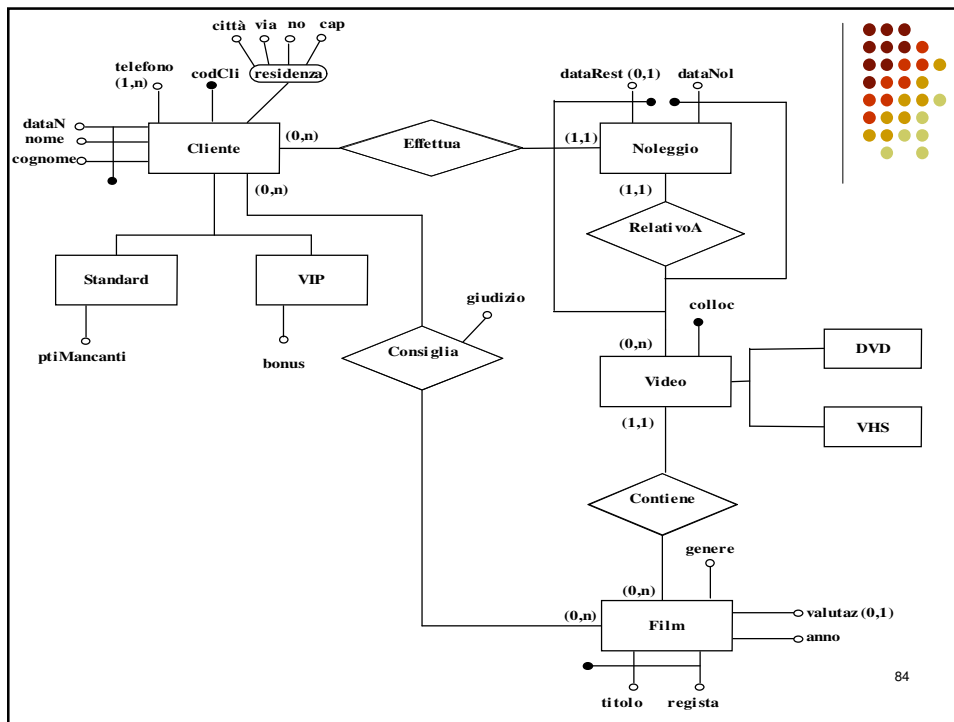 città via no cap
residenza
telefono
(1,n)
codCli
dataRest (0,1)
dataNol
dataN
nome
cognome
Cliente
(0,n)
Effettua
(1,1)
Noleggio
(0,n)
(1,1)
RelativoA
Standard
VIP
giudizio
colloc
ptiMancanti
bonus
Consiglia
(0,n)
Video
DVD
(1,1)
VHS
Contiene
genere
(0,n)
(0,n)
Film
valutaz (0,1)
anno
titolo
regista
84